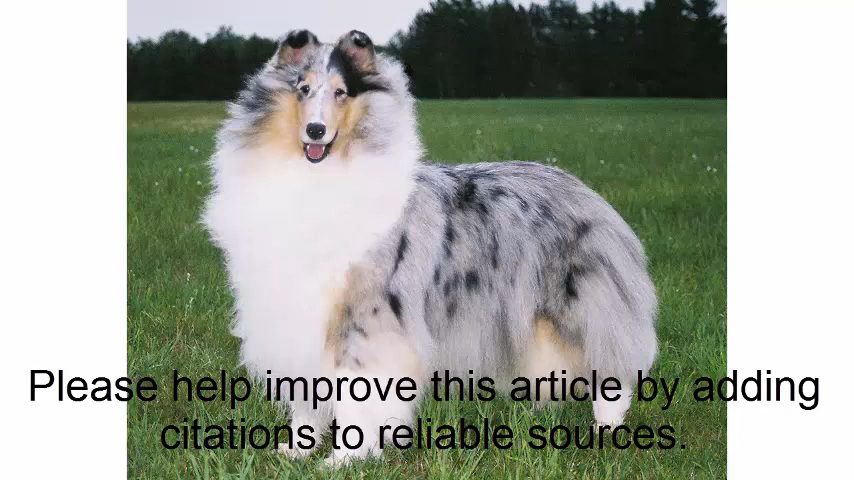 Please help improve this article by adding
citations to reliable sources.